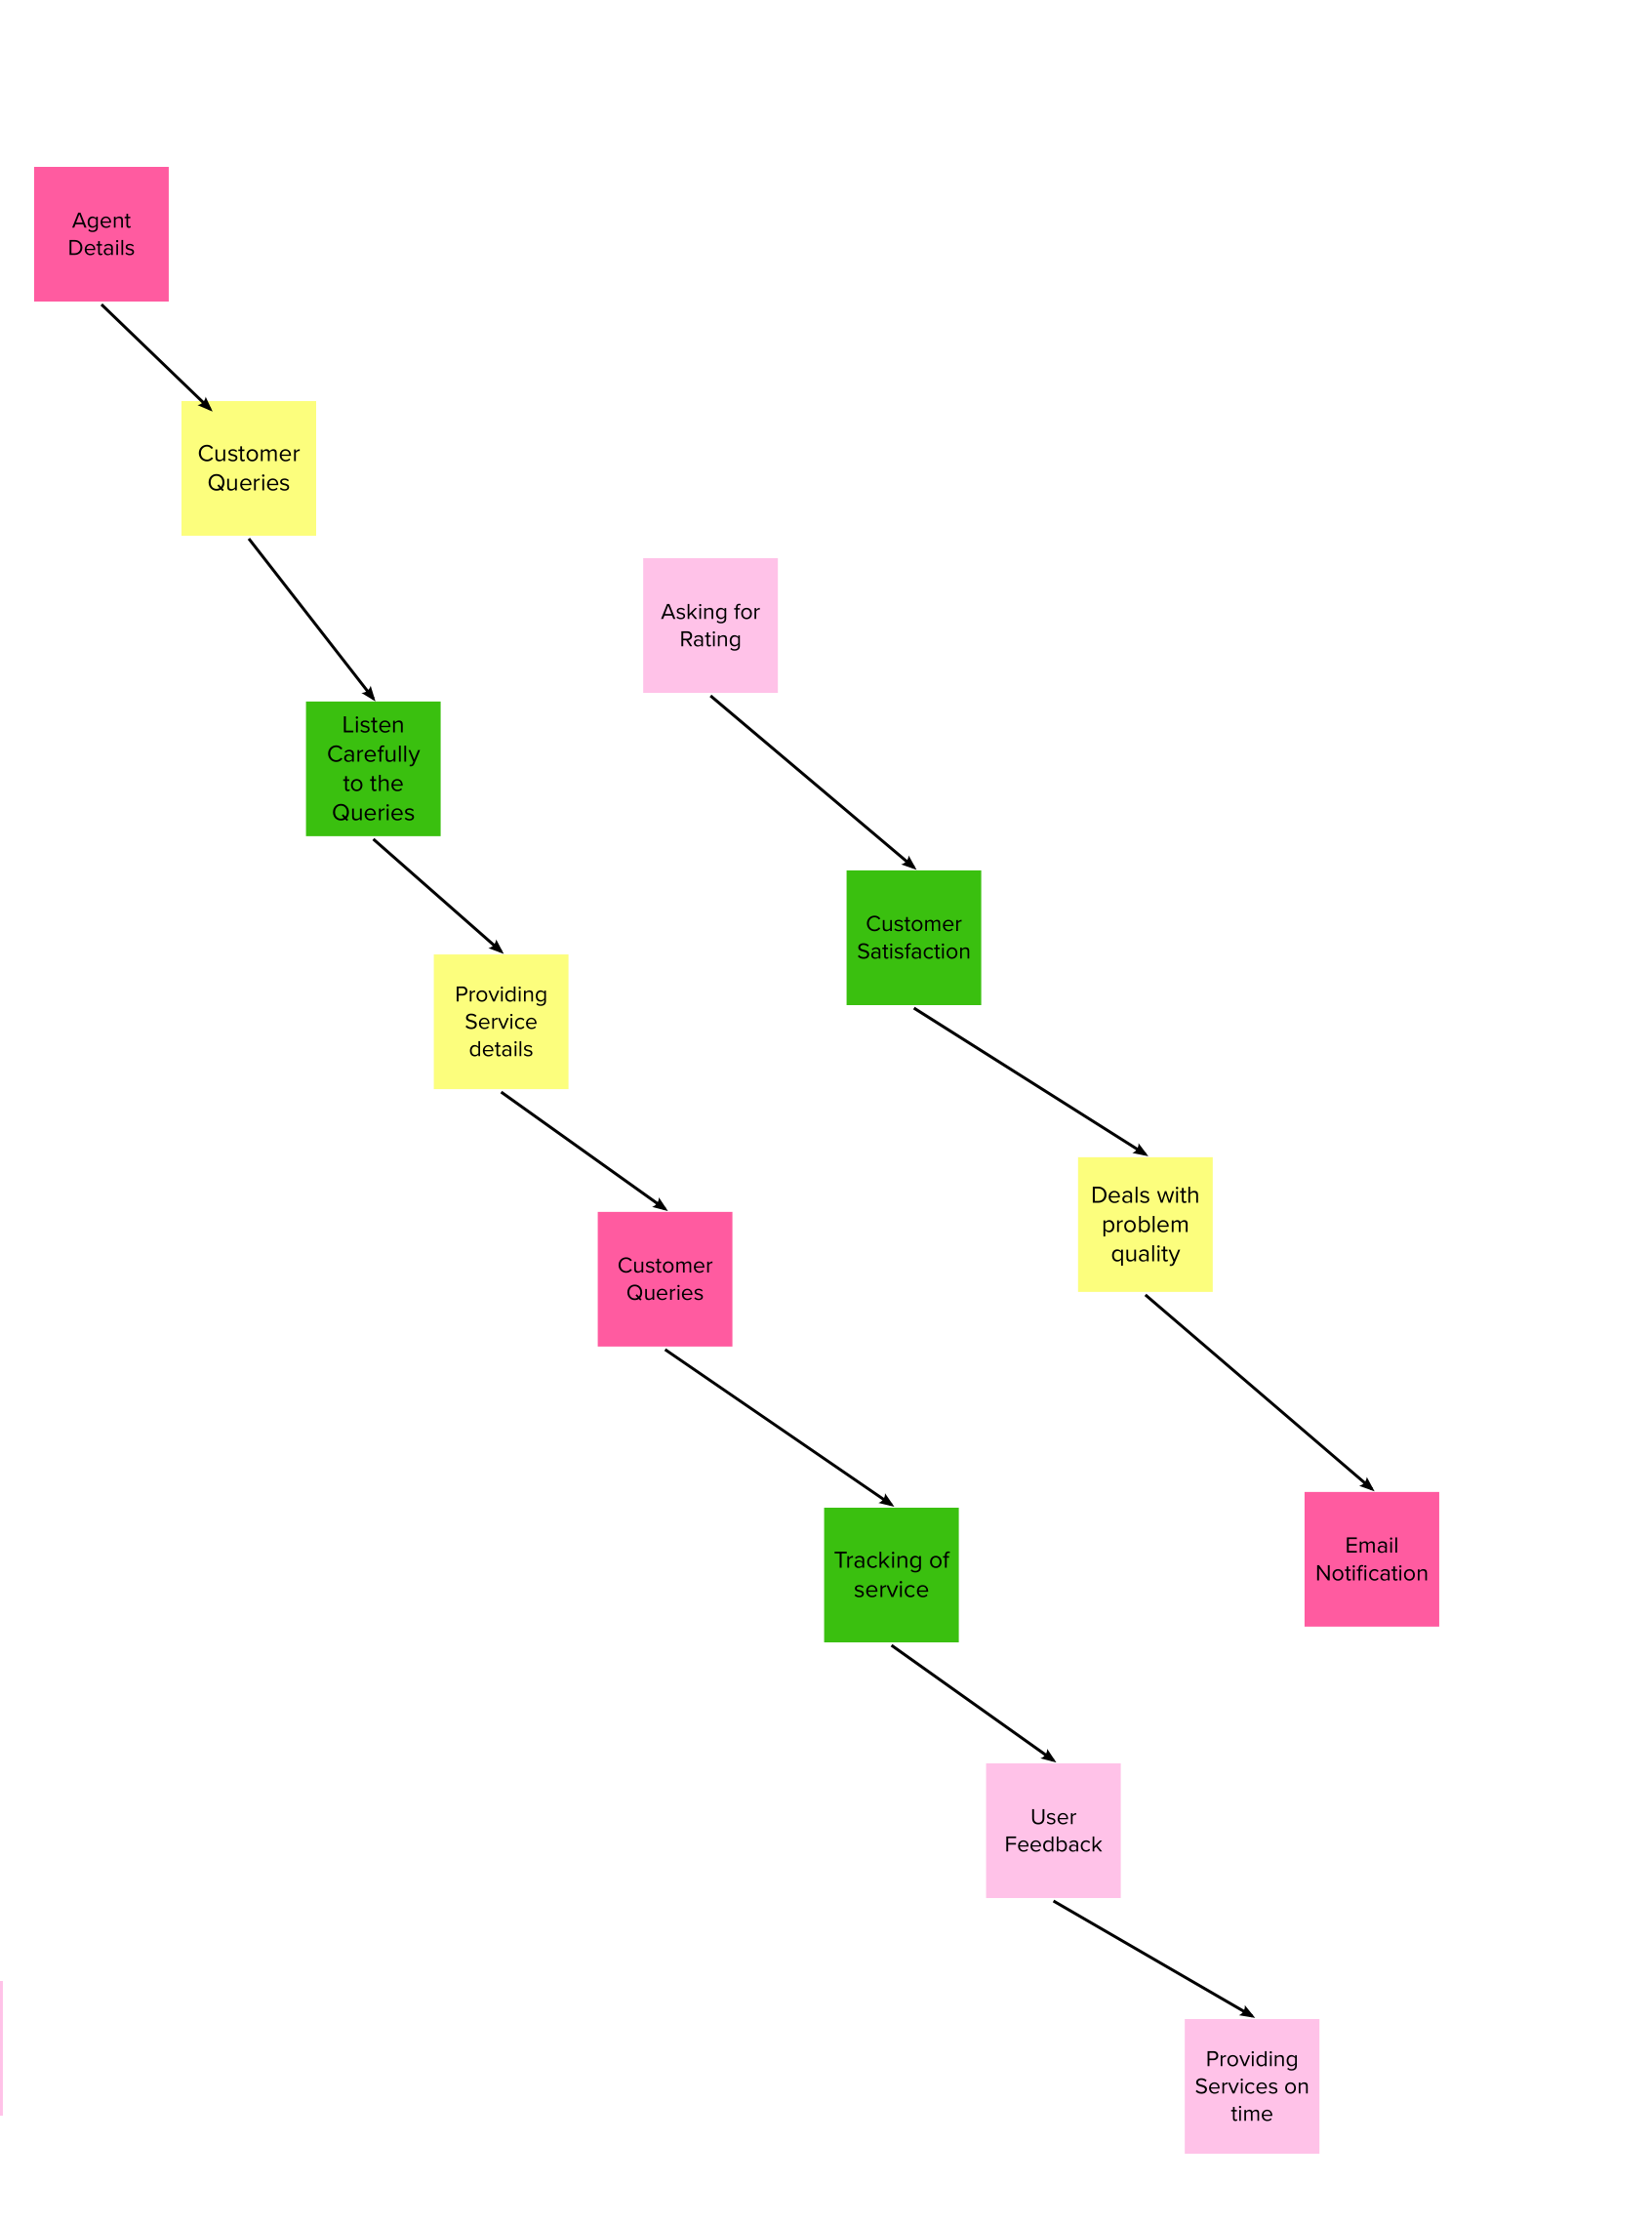 Agent
Details
Customer
Queries
Listen
Carefully
to the
Queries
Providing
Service
details
Customer
Queries
Tracking of
service
User
Feedback
Providing
Services on
time
Asking for
Rating
Customer
Satisfaction
Deals with
problem
quality
Email
Notification